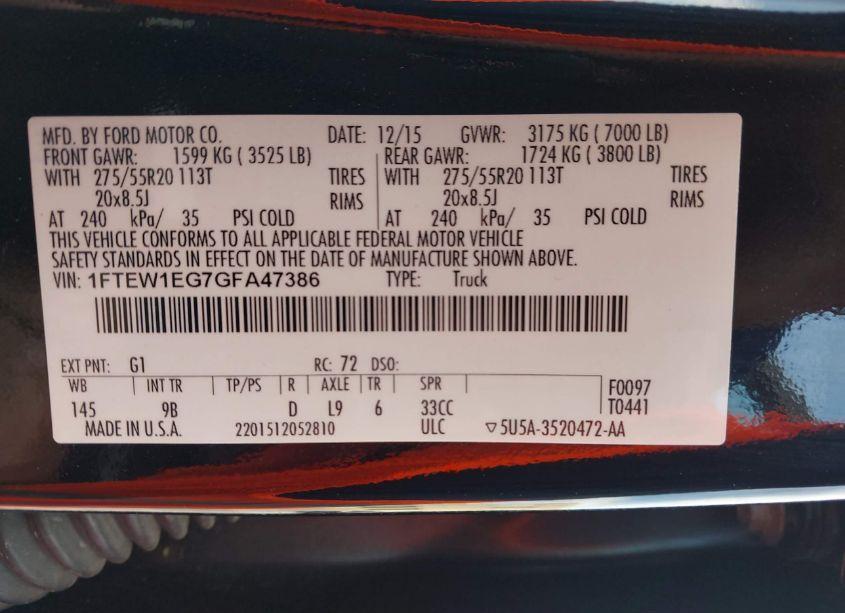 MFD. BY FORD MOTOR CO. DATE: 12/15 GVWR: 3175 KG ( 7000 LB)
FRONT GAWR: 1599 KG ( 3525 LB) REAR GAWR: 1724 KG ( 3800 LB)
WITH 275/55R20 113T TIRES WITH 275/55R20 113T TIRES
20x8.5J RIMS 20x8.5J RIMS
AT 240 kPa/ 35 PSI COLD AT 240 kPa/ 35 PSI COLD
THIS VEHICLE CONFORMS TO ALL APPLICABLE FEDERAL MOTOR VEHICLE
SAFETY STANDARDS IN EFFECT ON THE DATE OF MANUFACTURE SHOWN ABOVE.
VIN: 1FTEW1EG7GFA47386 TYPE: Truck
EXT PNT: G1 RC: 72 DSO:
WB INT TR TP/PS R AXLE TR SPR F0097
145 9B D L9 6 33CC T0441
MADE IN U.S.A. 2201512052810 ULC ▽5U5A-3520472-AA